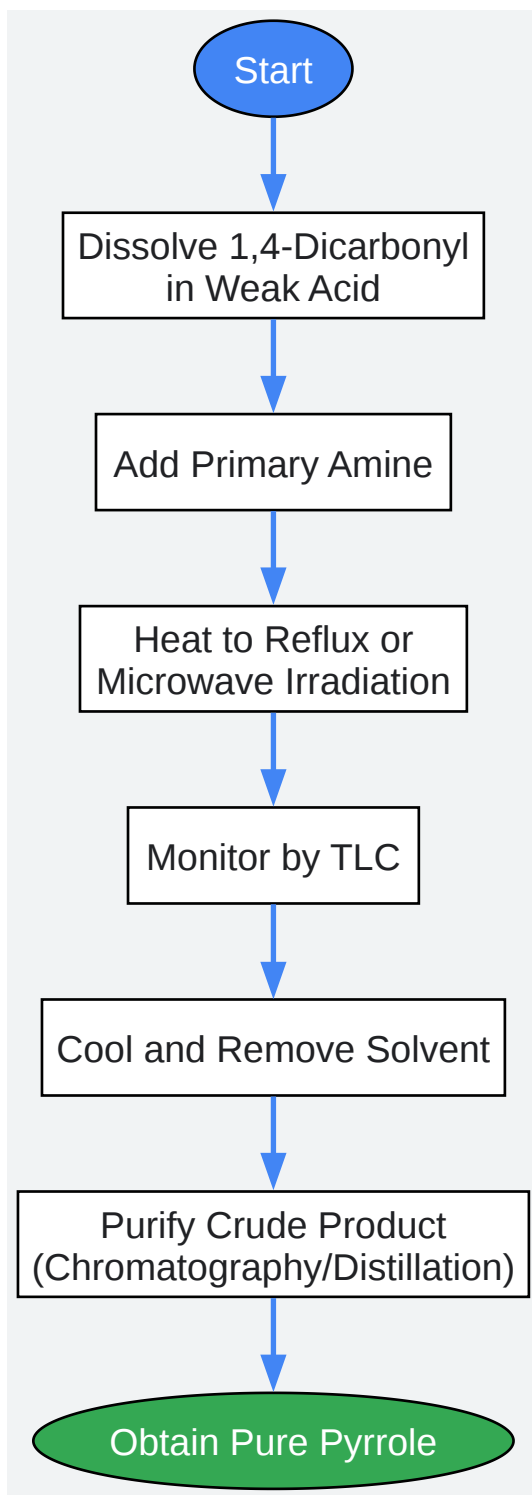 Start
Dissolve 1,4-Dicarbonyl
in Weak Acid
Add Primary Amine
Heat to Reflux or
Microwave Irradiation
Monitor by TLC
Cool and Remove Solvent
Purify Crude Product
(Chromatography/Distillation)
Obtain Pure Pyrrole